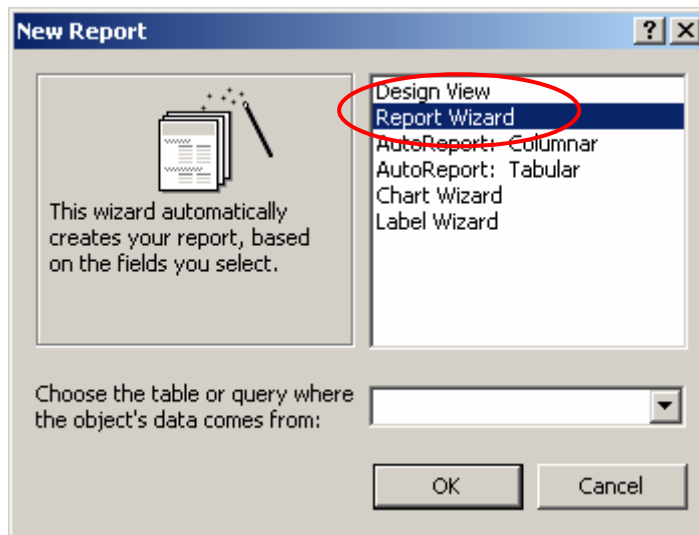 New Report
Design View
Report Wizard
AutoReport: Columnar
AutoReport: Tabular
Chart Wizard
Label Wizard
This wizard automatically
creates your report, based
on the fields you select.
Choose the table or query where
the object's data comes from:
OK
Cancel